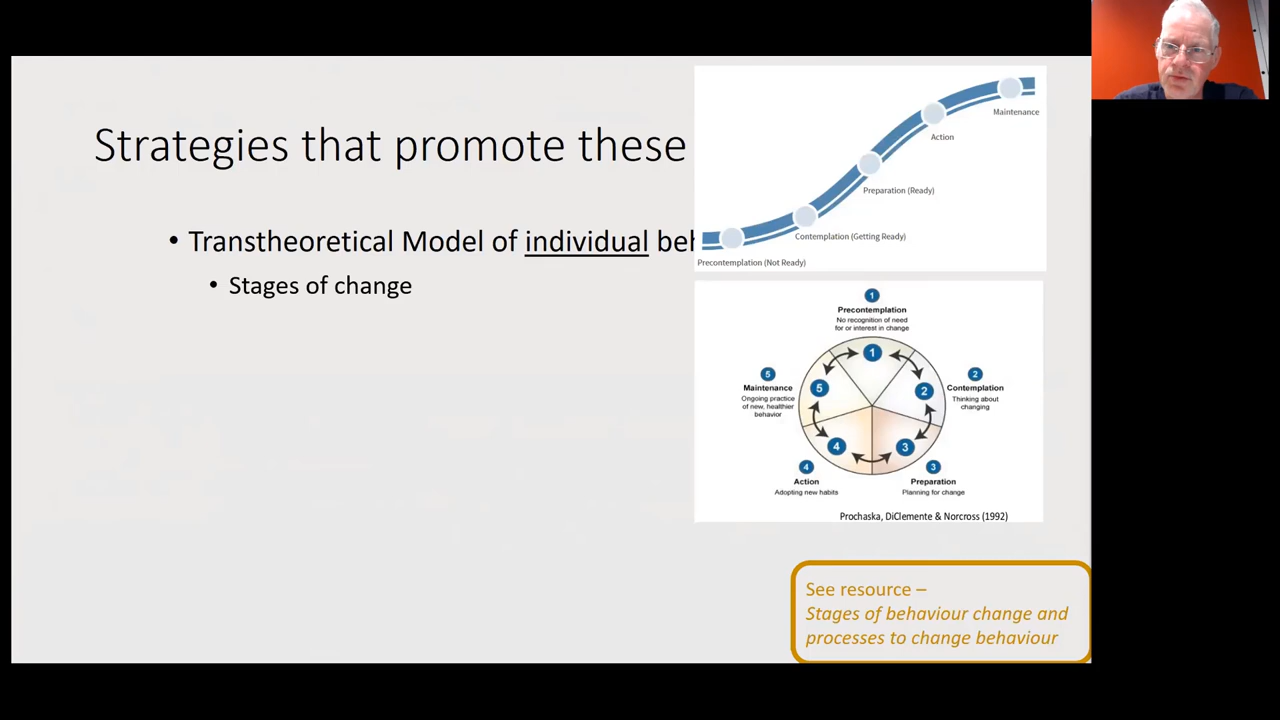 Strategies that promote these
• Transtheoretical Model of individual beh
• Stages of change
Maintenance
Action
Preparation (Ready)
Contemplation (Getting Ready)
Precontemplation (Not Ready)
1
Precontemplation
No recognition of need
for or interest in change
1
2
Contemplation
Thinking about
changing
2
3
Preparation
Planning for change
3
4
Action
Adopting new habits
4
5
Maintenance
Ongoing practice
of new, healthier
behavior
5
Prochaska, DiClemente & Norcross (1992)
See resource –
Stages of behaviour change and
processes to change behaviour